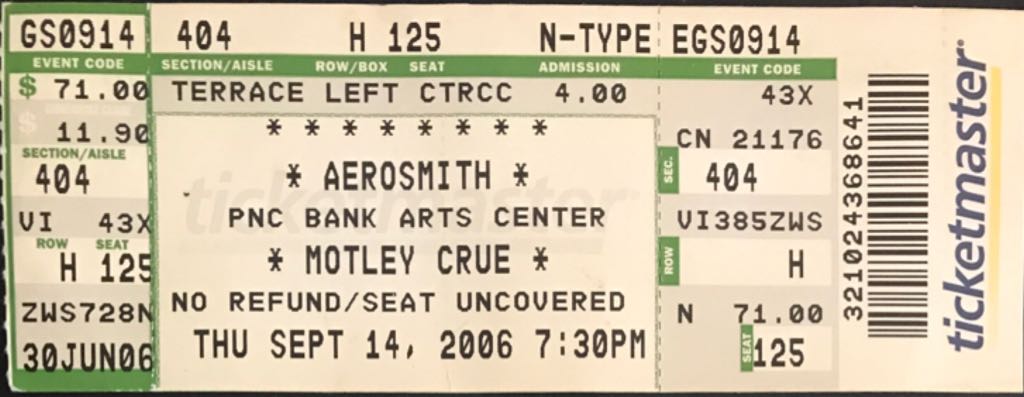 GS0914 404 H 125 N-TYPE EGS0914
EVENT CODE SECTION/AISLE ROW/BOX SEAT ADMISSION EVENT CODE
$ 71.00 TERRACE LEFT CTRCC 4.00 43X
11.90 * * * * * * * * CN 21176
SECTION/AISLE
404 * AEROSMITH * SEC. 404
VI 43X PNC BANK ARTS CENTER VI385ZWS
ROW SEAT
H 125 * MOTLEY CRUE * ROW H
ZWS728N NO REFUND/SEAT UNCOVERED N 71.00
30JUN06 THU SEPT 14, 2006 7:30PM SEAT 125
ticketmaster
321024368641
ticketmaster